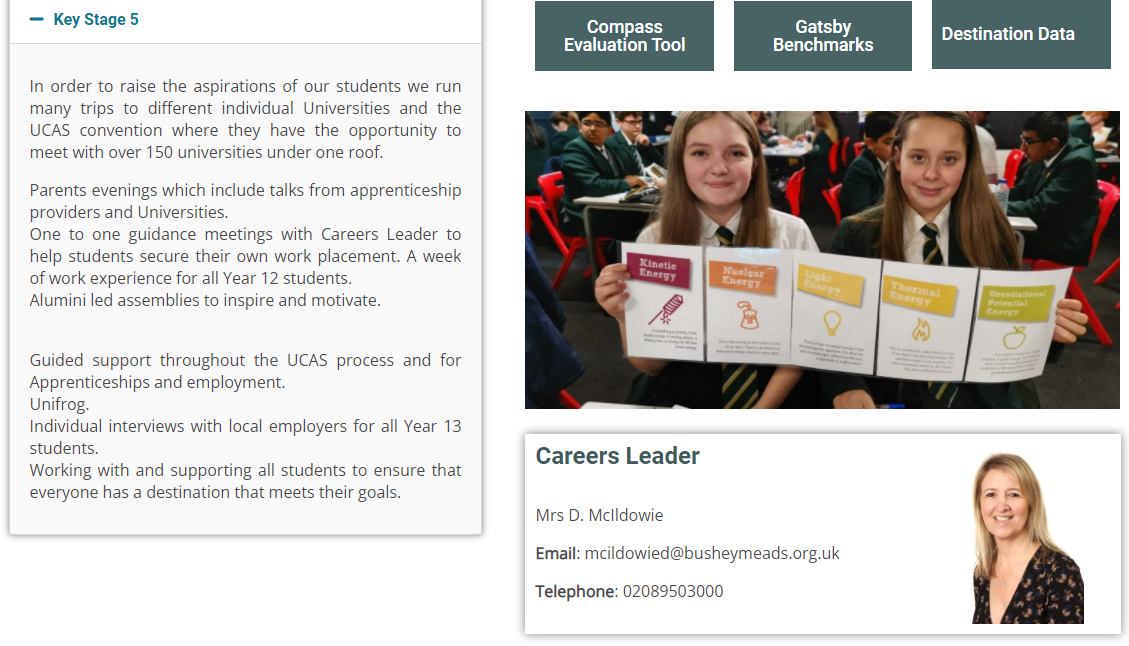 Key Stage 5
In order to raise the aspirations of our students we run
many trips to different individual Universities and the
UCAS convention where they have the opportunity to
meet with over 150 universities under one roof.
Parents evenings which include talks from apprenticeship
providers and Universities.
One to one guidance meetings with Careers Leader to
help students secure their own work placement. A week
of work experience for all Year 12 students.
Alumini led assemblies to inspire and motivate.
Guided support throughout the UCAS process and for
Apprenticeships and employment.
Unifrog.
Individual interviews with local employers for all Year 13
students.
Working with and supporting all students to ensure that
everyone has a destination that meets their goals.
Compass
Evaluation Tool
Gatsby
Benchmarks
Destination Data
Kinetic
Energy
Nuclear
Energy
Light
Energy
Thermal
Energy
Gravitational
Potential
Energy
Careers Leader
Mrs D. McIldowie
Email: mcildowied@busheymeads.org.uk
Telephone: 02089503000